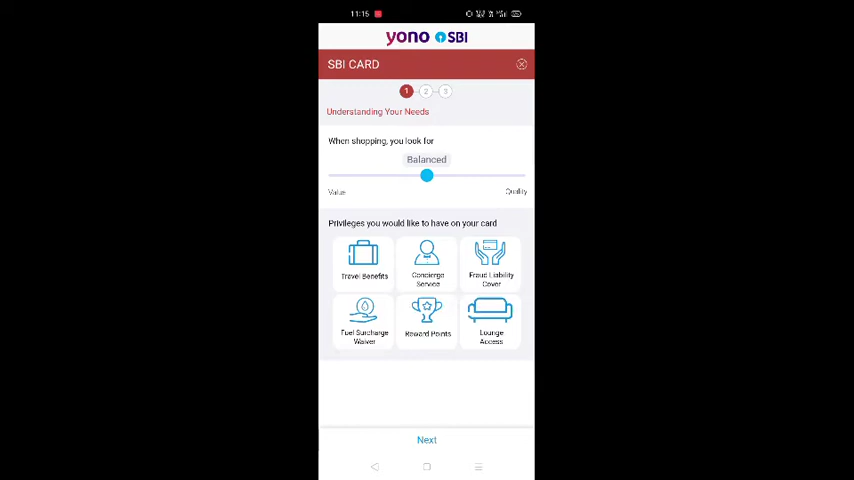 11:15
yono SBI
SBI CARD
1 2 3
Understanding Your Needs
When shopping, you look for
Balanced
Value Quality
Privileges you would like to have on your card
Travel Benefits
Concierge
Service
Fraud Liability
Cover
Fuel Surcharge
Waiver
Reward Points
Lounge
Access
Next